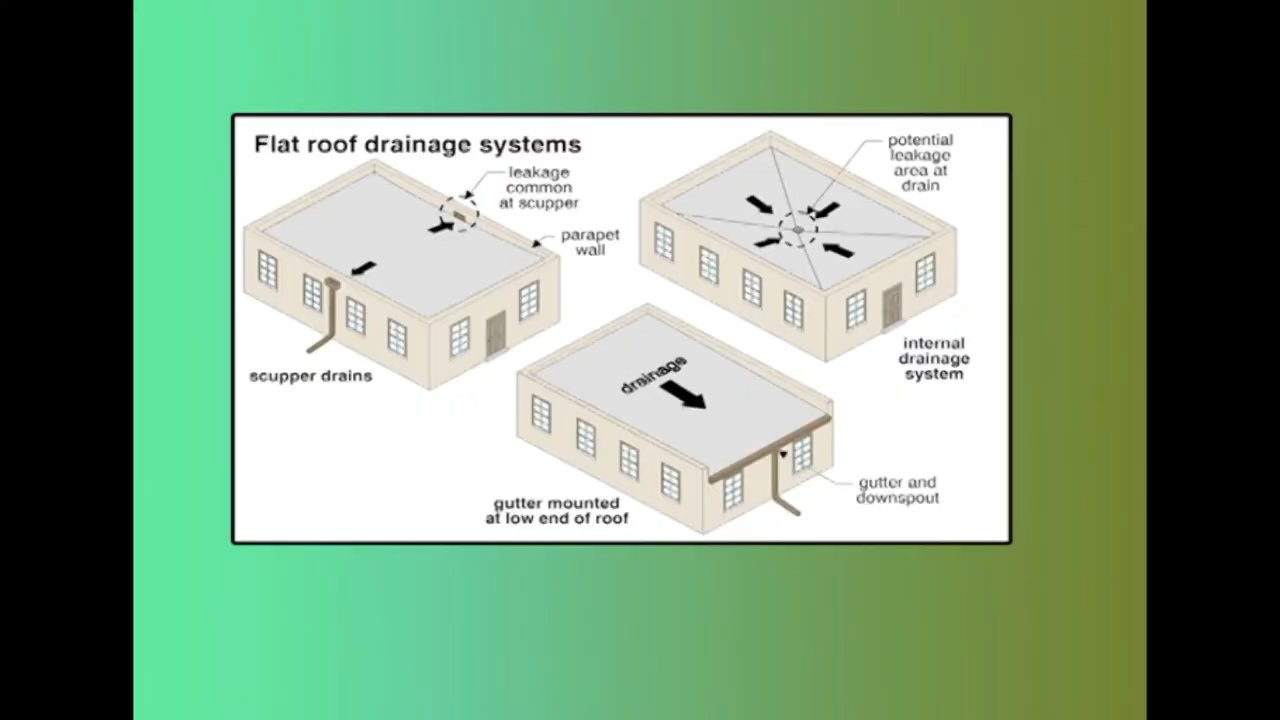 Flat roof drainage systems
leakage
common
at scupper
parapet
wall
scupper drains
potential
leakage
area at
drain
internal
drainage
system
drainage
gutter mounted
at low end of roof
gutter and
downspout